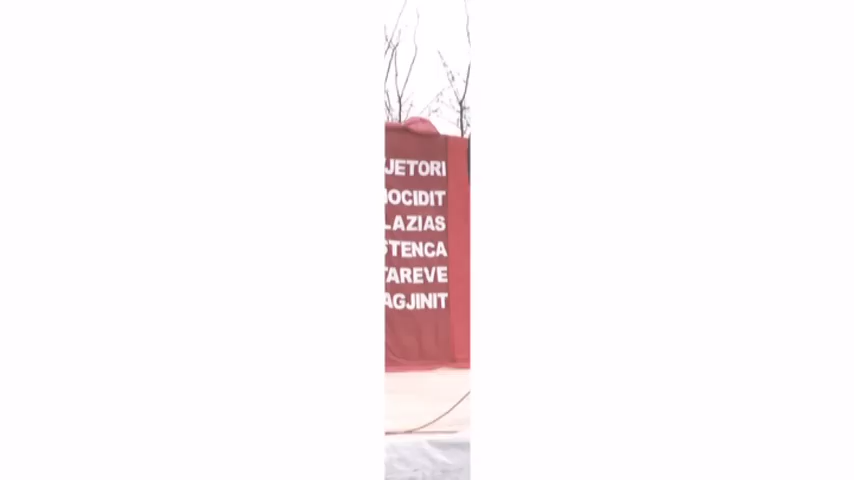 JETORI
OCIDIT
LAZIAS
STENCA
TAREVE
AGJINIT